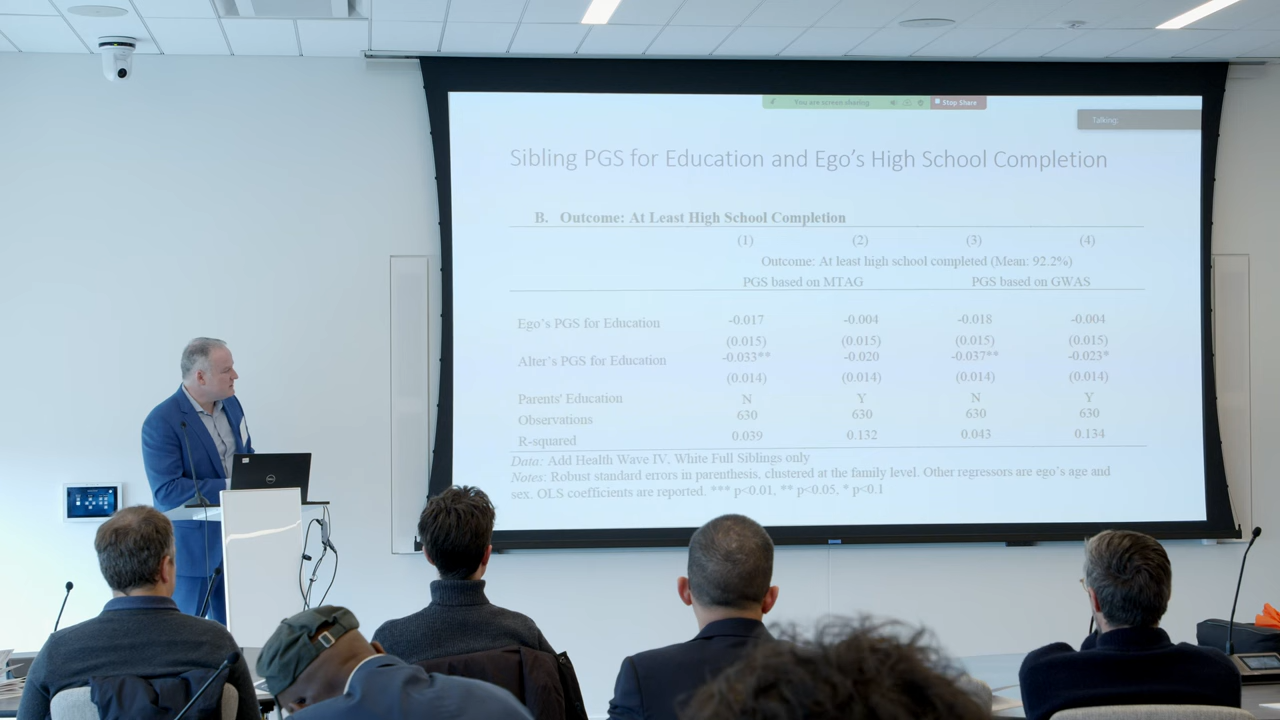 You are screen sharing
Stop Share
Talking:
Sibling PGS for Education and Ego's High School Completion
B. Outcome: At Least High School Completion
(1) (2) (3) (4)
Outcome: At least high school completed (Mean: 92.2%)
PGS based on MTAG PGS based on GWAS
Ego's PGS for Education -0.017 -0.004 -0.018 -0.004
(0.015) (0.015) (0.015) (0.015)
Alter's PGS for Education -0.033** -0.020 -0.037** -0.023*
(0.014) (0.014) (0.014) (0.014)
Parents' Education N Y N Y
Observations 630 630 630 630
R-squared 0.039 0.132 0.043 0.134
Data: Add Health Wave IV, White Full Siblings only
Notes: Robust standard errors in parenthesis, clustered at the family level. Other regressors are ego's age and
sex. OLS coefficients are reported. *** p<0.01, ** p<0.05, * p<0.1
DELL